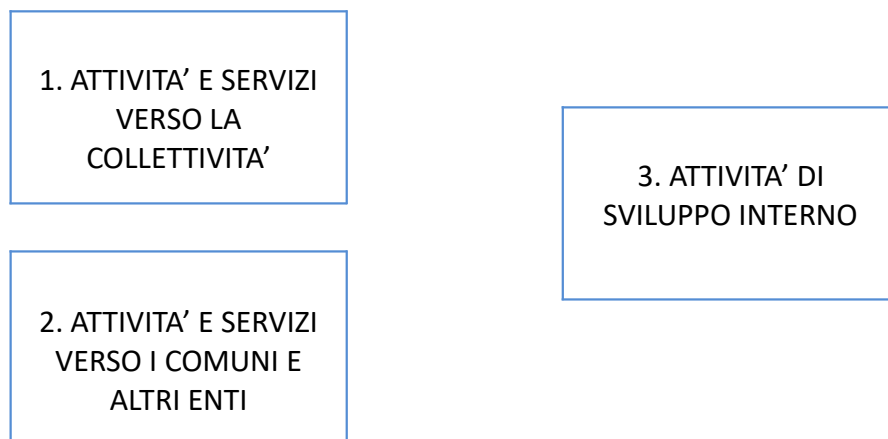 1. ATTIVITA’ E SERVIZI
VERSO LA
COLLETTIVITA’
2. ATTIVITA’ E SERVIZI
VERSO I COMUNI E
ALTRI ENTI
3. ATTIVITA’ DI
SVILUPPO INTERNO